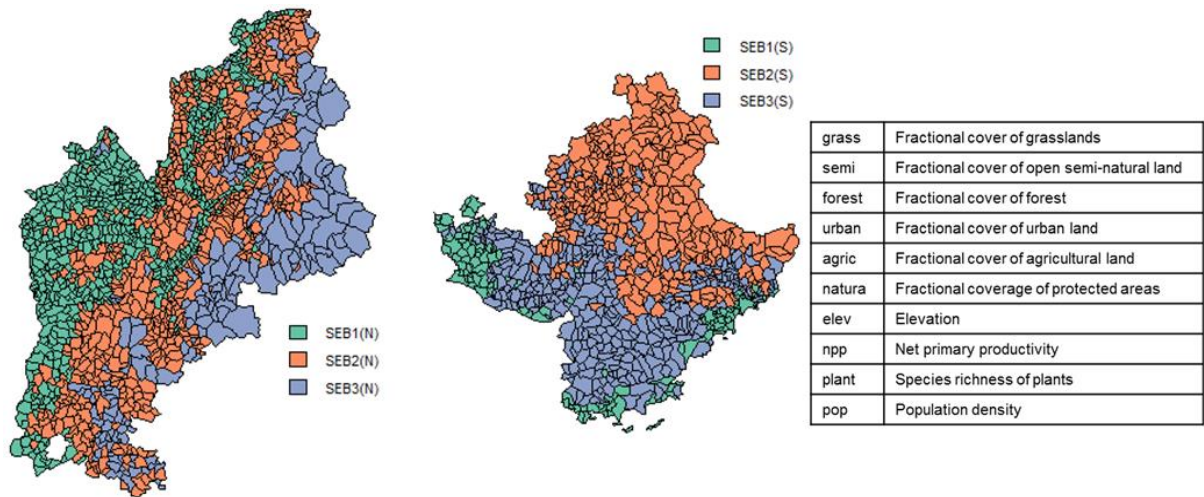 SEB1(S)
SEB2(S)
SEB3(S)
SEB1(N)
SEB2(N)
SEB3(N)
grass Fractional cover of grasslands
semi Fractional cover of open semi-natural land
forest Fractional cover of forest
urban Fractional cover of urban land
agric Fractional cover of agricultural land
natura Fractional coverage of protected areas
elev Elevation
npp Net primary productivity
plant Species richness of plants
pop Population density